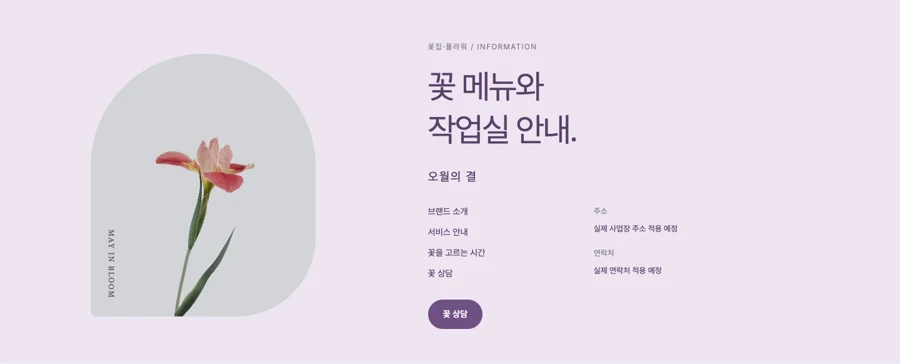 꽃집·플라워 / INFORMATION
꽃 메뉴와
작업실 안내.
오월의 결
브랜드 소개
서비스 안내
꽃을 고르는 시간
꽃 상담
주소
실제 사업장 주소 적용 예정
연락처
실제 연락처 적용 예정
꽃 상담
MAY IN BLOOM